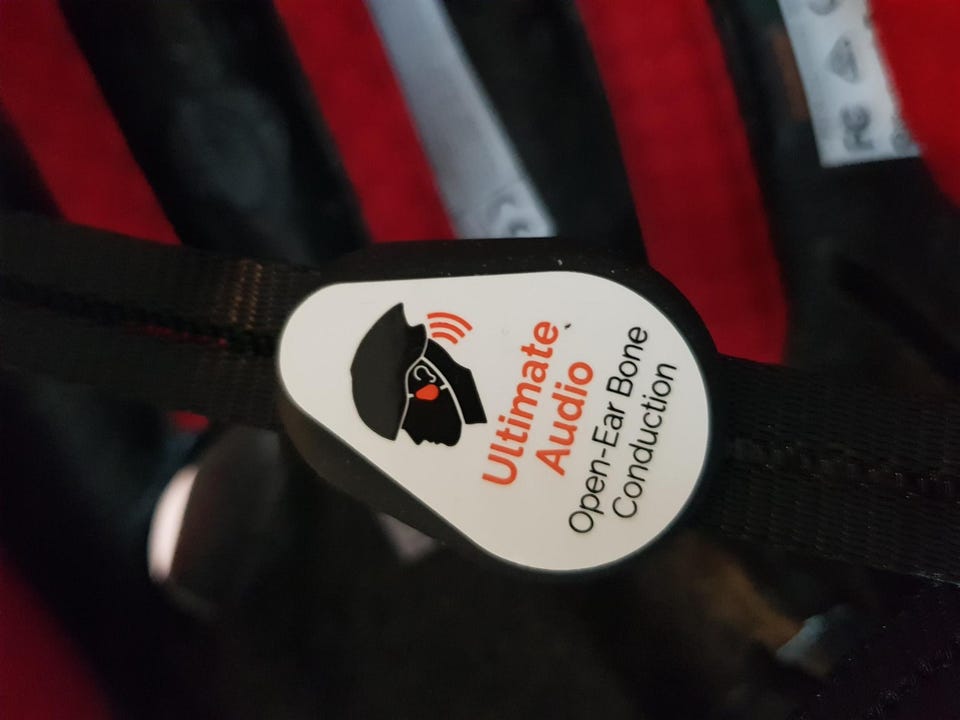 Ultimate
Audio
Open-Ear Bone
Conduction